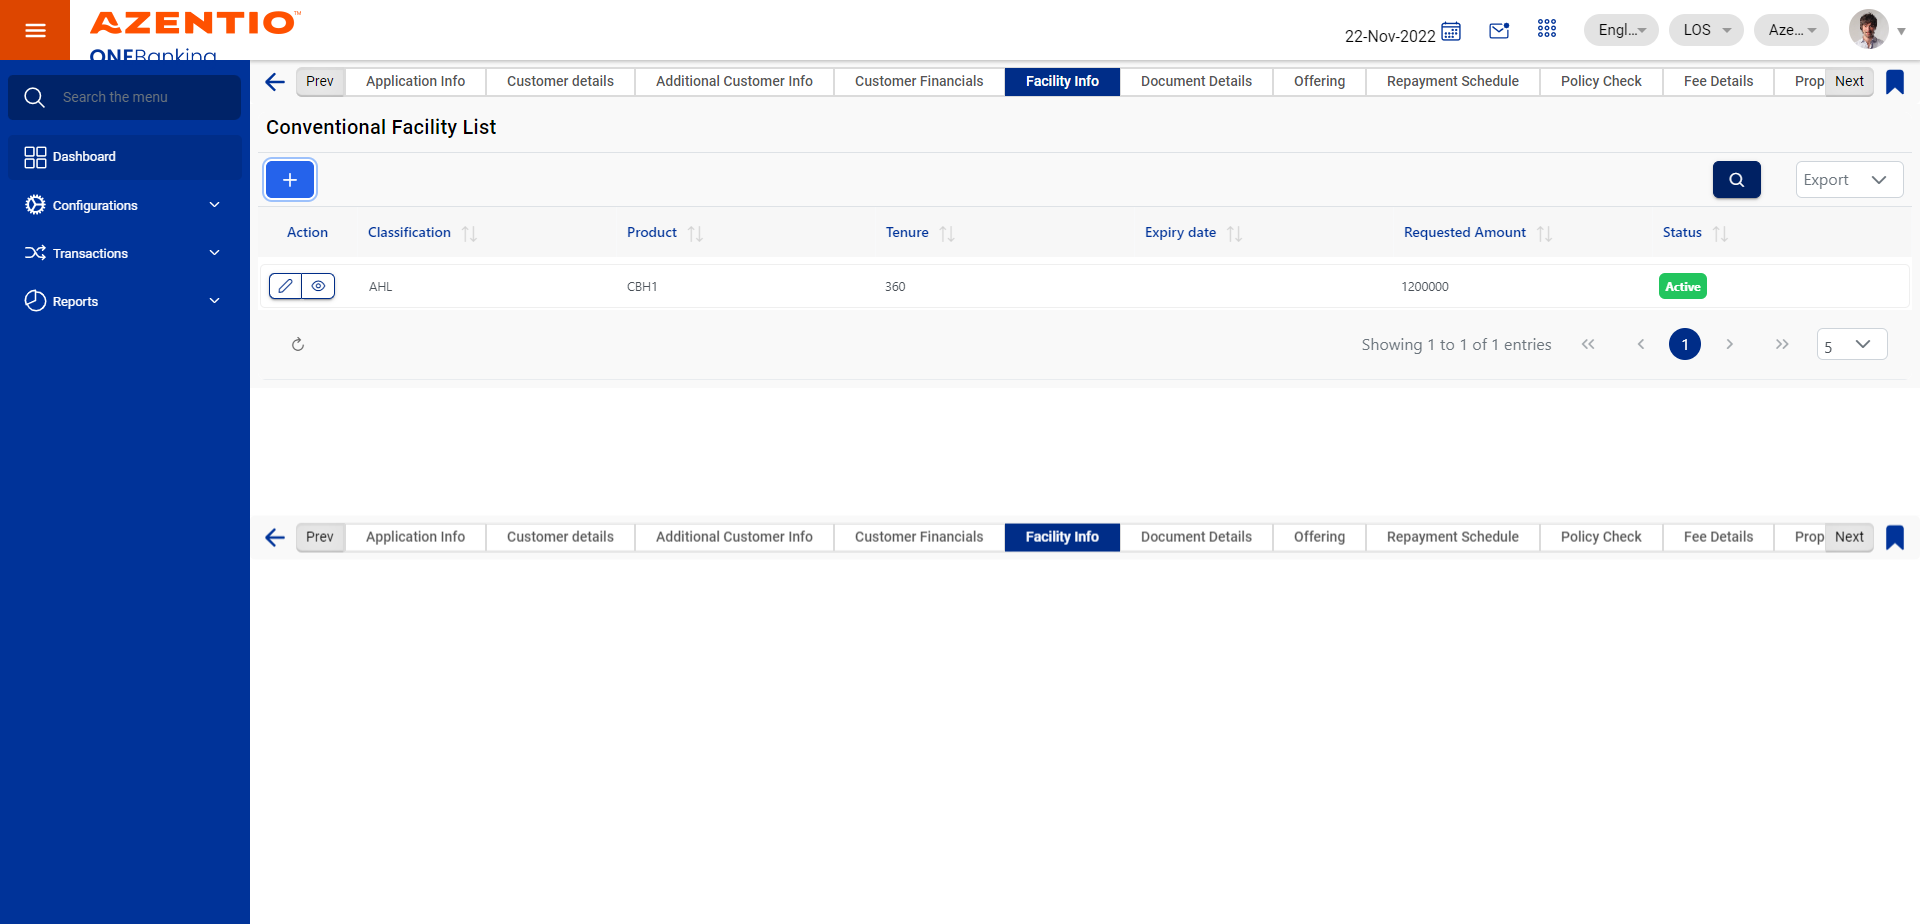 AZENTIO™
ONEBanking
22-Nov-2022
Engl...
LOS
Aze...
Search the menu
Dashboard
Configurations
Transactions
Reports
Prev Application Info Customer details Additional Customer Info Customer Financials Facility Info Document Details Offering Repayment Schedule Policy Check Fee Details Prop Next
Conventional Facility List
+
Export
Action Classification Product Tenure Expiry date Requested Amount Status
AHL CBH1 360 1200000 Active
Showing 1 to 1 of 1 entries 1 5
Prev Application Info Customer details Additional Customer Info Customer Financials Facility Info Document Details Offering Repayment Schedule Policy Check Fee Details Prop Next